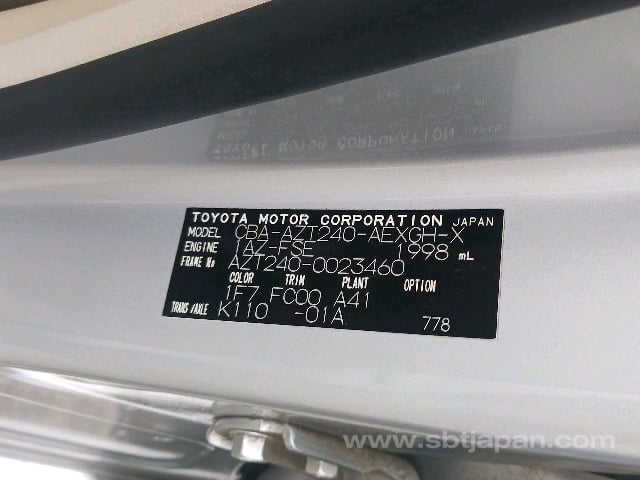 TOYOTA MOTOR CORPORATION JAPAN
MODEL CBA-AZT240-AEXGH-X
ENGINE 1AZ-FSE 1998 mL
FRAME No AZT240-0023460
COLOR TRIM PLANT OPTION
1F7 FC00 A41
TRANS/AXLE K110 -01A 778
www.sbtjapan.com